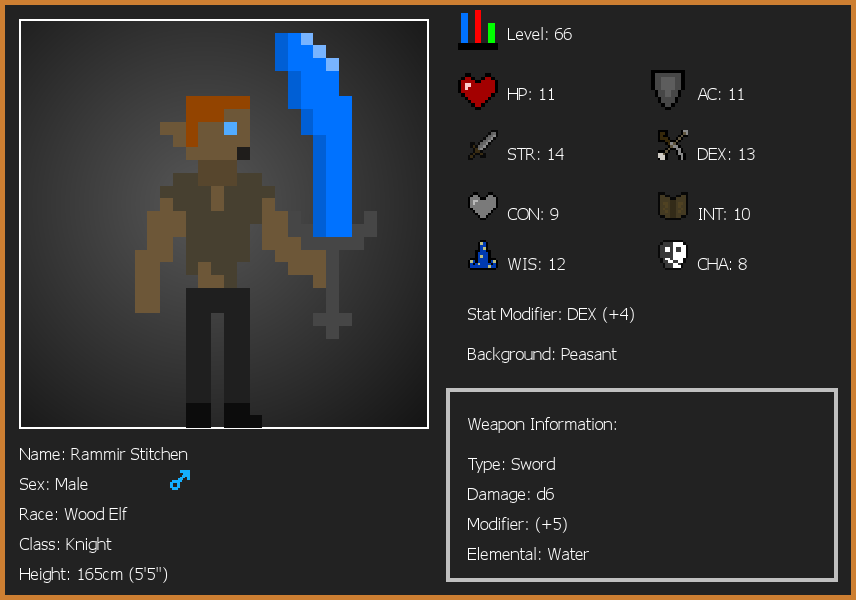 Level: 66
HP: 11
AC: 11
STR: 14
DEX: 13
CON: 9
INT: 10
WIS: 12
CHA: 8
Stat Modifier: DEX (+4)
Background: Peasant
Weapon Information:
Type: Sword
Damage: d6
Modifier: (+5)
Elemental: Water
Name: Rammir Stitchen
Sex: Male
Race: Wood Elf
Class: Knight
Height: 165cm (5'5")